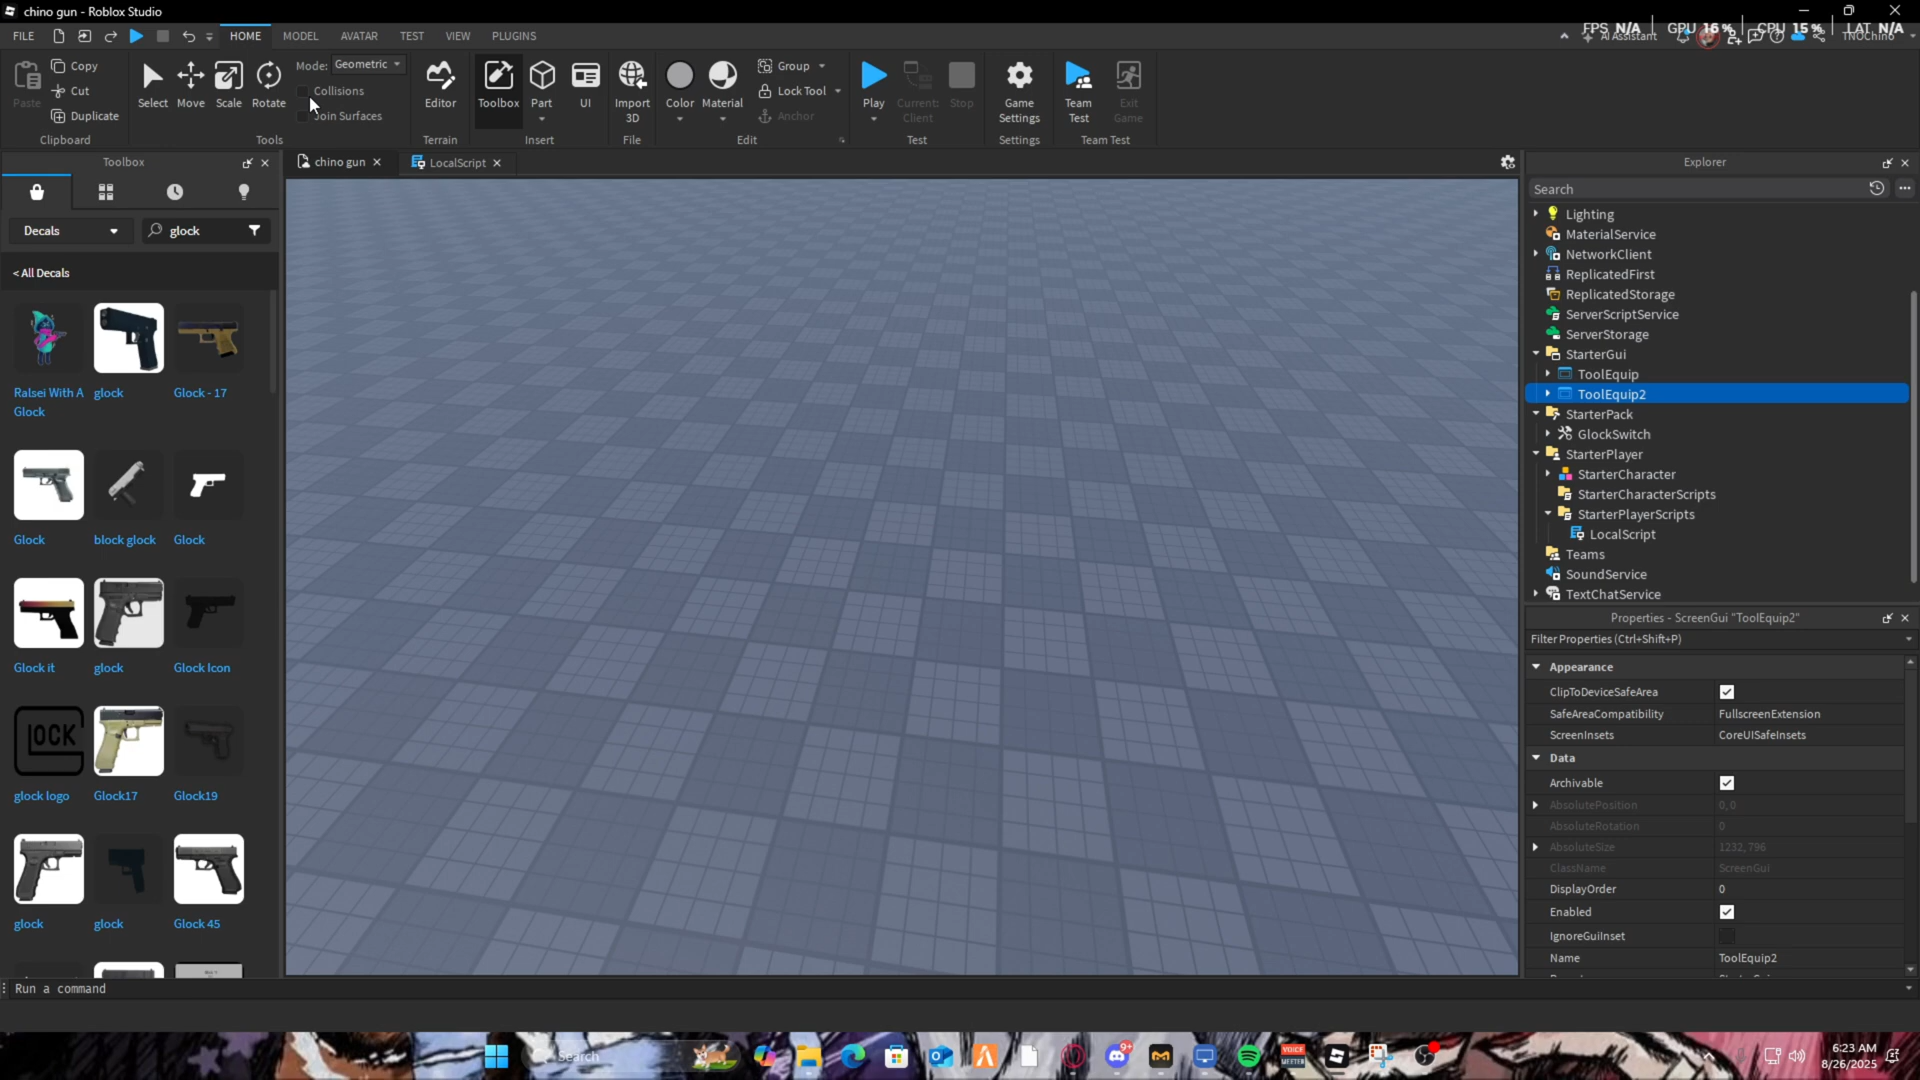 chino gun - Roblox Studio
FPS N/A GPU 16% CPU 15% LAT N/A
FILE HOME MODEL AVATAR TEST VIEW PLUGINS AI Assistant TNOChino
Paste Copy Cut Duplicate Clipboard
Select Move Scale Rotate Mode: Geometric Collisions Join Surfaces Tools
Editor Terrain
Toolbox Part UI Insert
Import 3D File
Color Material Group Lock Tool Anchor Edit
Play Current: Client Stop Test
Game Settings Settings
Team Test Exit Game Team Test
Toolbox
Decals glock
< All Decals
Ralsei With A Glock glock Glock - 17
Glock block glock Glock
Glock it glock Glock Icon
LOCK
glock logo Glock17 Glock19
glock glock Glock 45
chino gun LocalScript
Explorer
Search
Lighting
MaterialService
NetworkClient
ReplicatedFirst
ReplicatedStorage
ServerScriptService
ServerStorage
StarterGui
ToolEquip
ToolEquip2
StarterPack
GlockSwitch
StarterPlayer
StarterCharacter
StarterCharacterScripts
StarterPlayerScripts
LocalScript
Teams
SoundService
TextChatService
Properties - ScreenGui "ToolEquip2"
Filter Properties (Ctrl+Shift+P)
Appearance
ClipToDeviceSafeArea
SafeAreaCompatibility FullscreenExtension
ScreenInsets CoreUISafeInsets
Data
Archivable
AbsolutePosition 0, 0
AbsoluteRotation 0
AbsoluteSize 1232, 796
ClassName ScreenGui
DisplayOrder 0
Enabled
IgnoreGuiInset
Name ToolEquip2
Run a command
Search
9+
VOICE MEETER
6:23 AM
8/26/2025